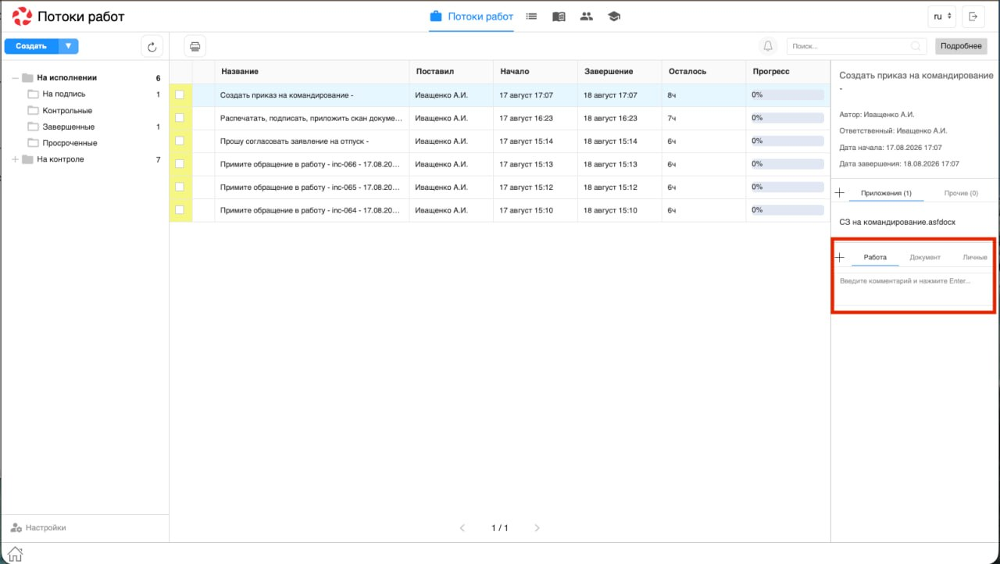 Потоки работ
Потоки работ
ru
Создать
Поиск...
Подробнее
На исполнении 6
На подпись 1
Контрольные
Завершенные 1
Просроченные
На контроле 7
Название Поставил Начало Завершение Осталось Прогресс
Создать приказ на командирование - Иващенко А.И. 17 август 17:07 18 август 17:07 8ч 0%
Распечатать, подписать, приложить скан докуме... Иващенко А.И. 17 август 16:23 18 август 16:23 7ч 0%
Прошу согласовать заявление на отпуск - Иващенко А.И. 17 август 15:14 18 август 15:14 6ч 0%
Примите обращение в работу - inc-066 - 17.08.20... Иващенко А.И. 17 август 15:13 18 август 15:13 6ч 0%
Примите обращение в работу - inc-065 - 17.08.20... Иващенко А.И. 17 август 15:12 18 август 15:12 6ч 0%
Примите обращение в работу - inc-064 - 17.08.20... Иващенко А.И. 17 август 15:10 18 август 15:10 6ч 0%
Создать приказ на командирование
-
Автор: Иващенко А.И.
Ответственный: Иващенко А.И.
Дата начала: 17.08.2026 17:07
Дата завершения: 18.08.2026 17:07
Приложения (1) Прочие (0)
СЗ на командирование.asfdocx
Работа Документ Личные
Введите комментарий и нажмите Enter...
Настройки
1 / 1